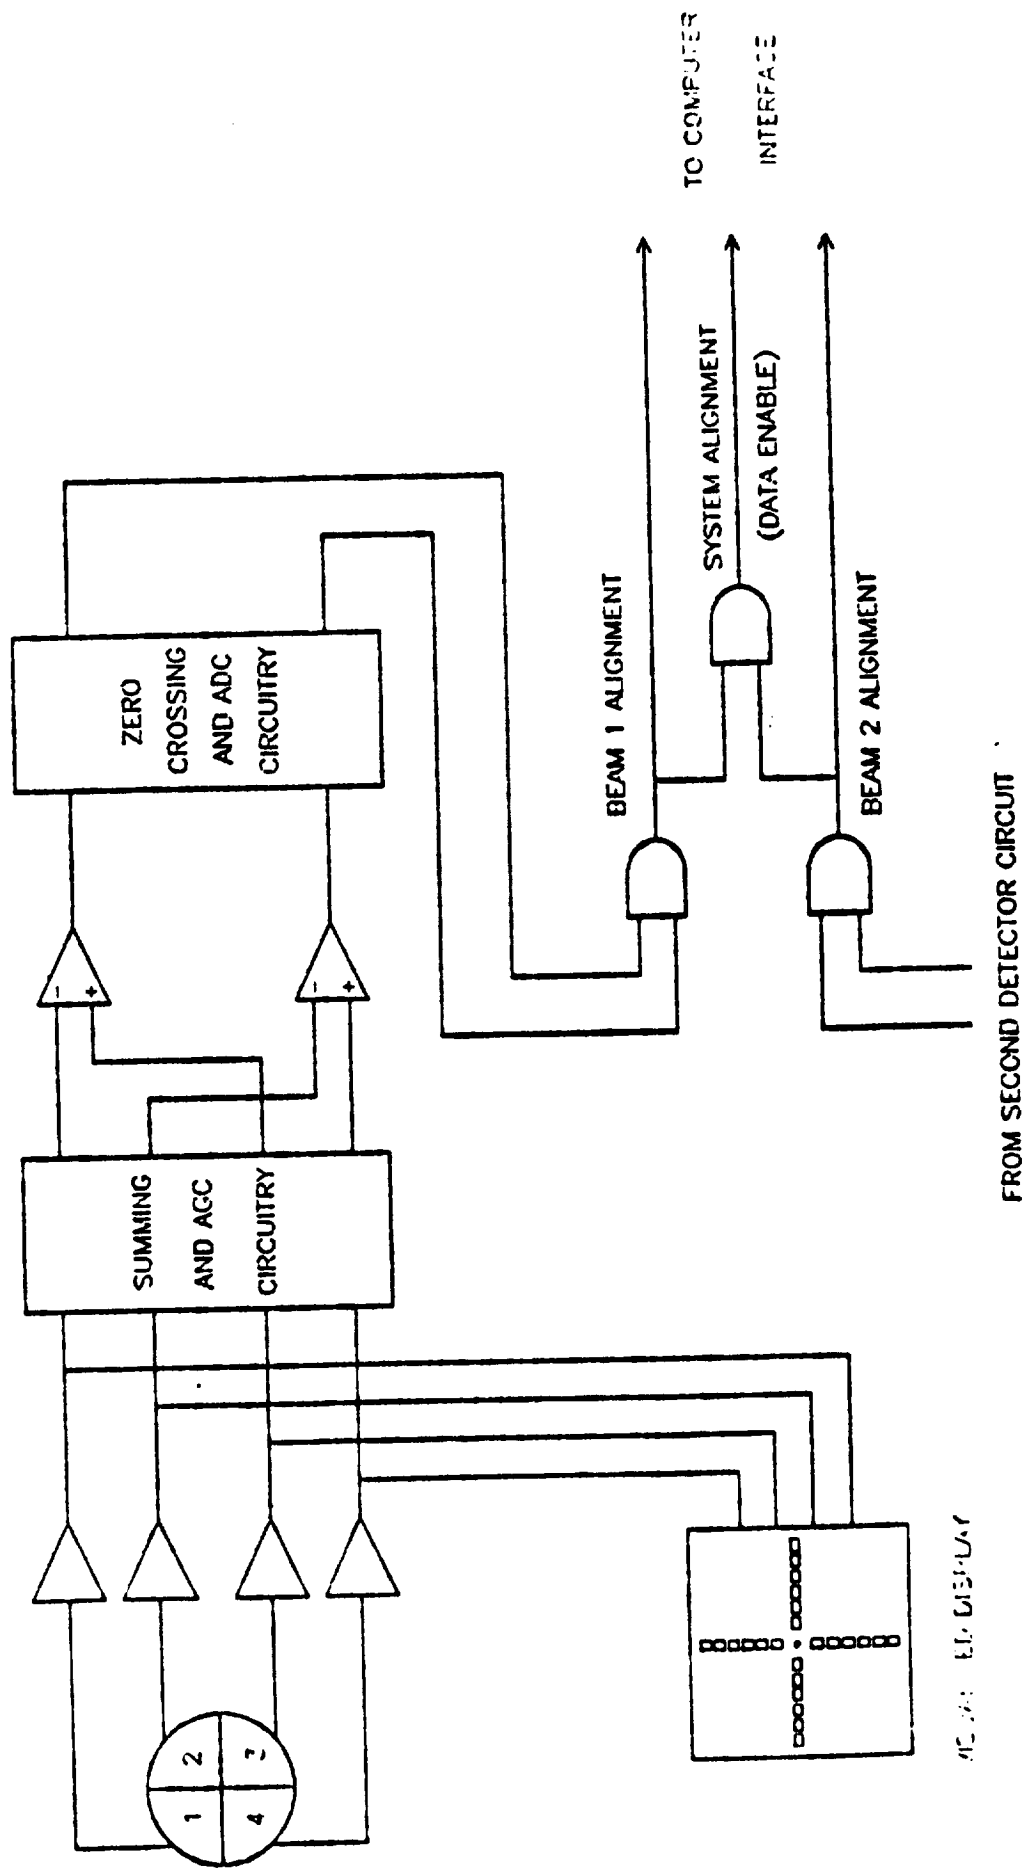 1
2
4
SUMMING
AND AGC
CIRCUITRY
-
+
-
+
ZERO
CROSSING
AND ADC
CIRCUITRY
BEAM 1 ALIGNMENT
SYSTEM ALIGNMENT
(DATA ENABLE)
BEAM 2 ALIGNMENT
TO COMPUTER
INTERFACE
DISPLAY
FROM SECOND DETECTOR CIRCUIT